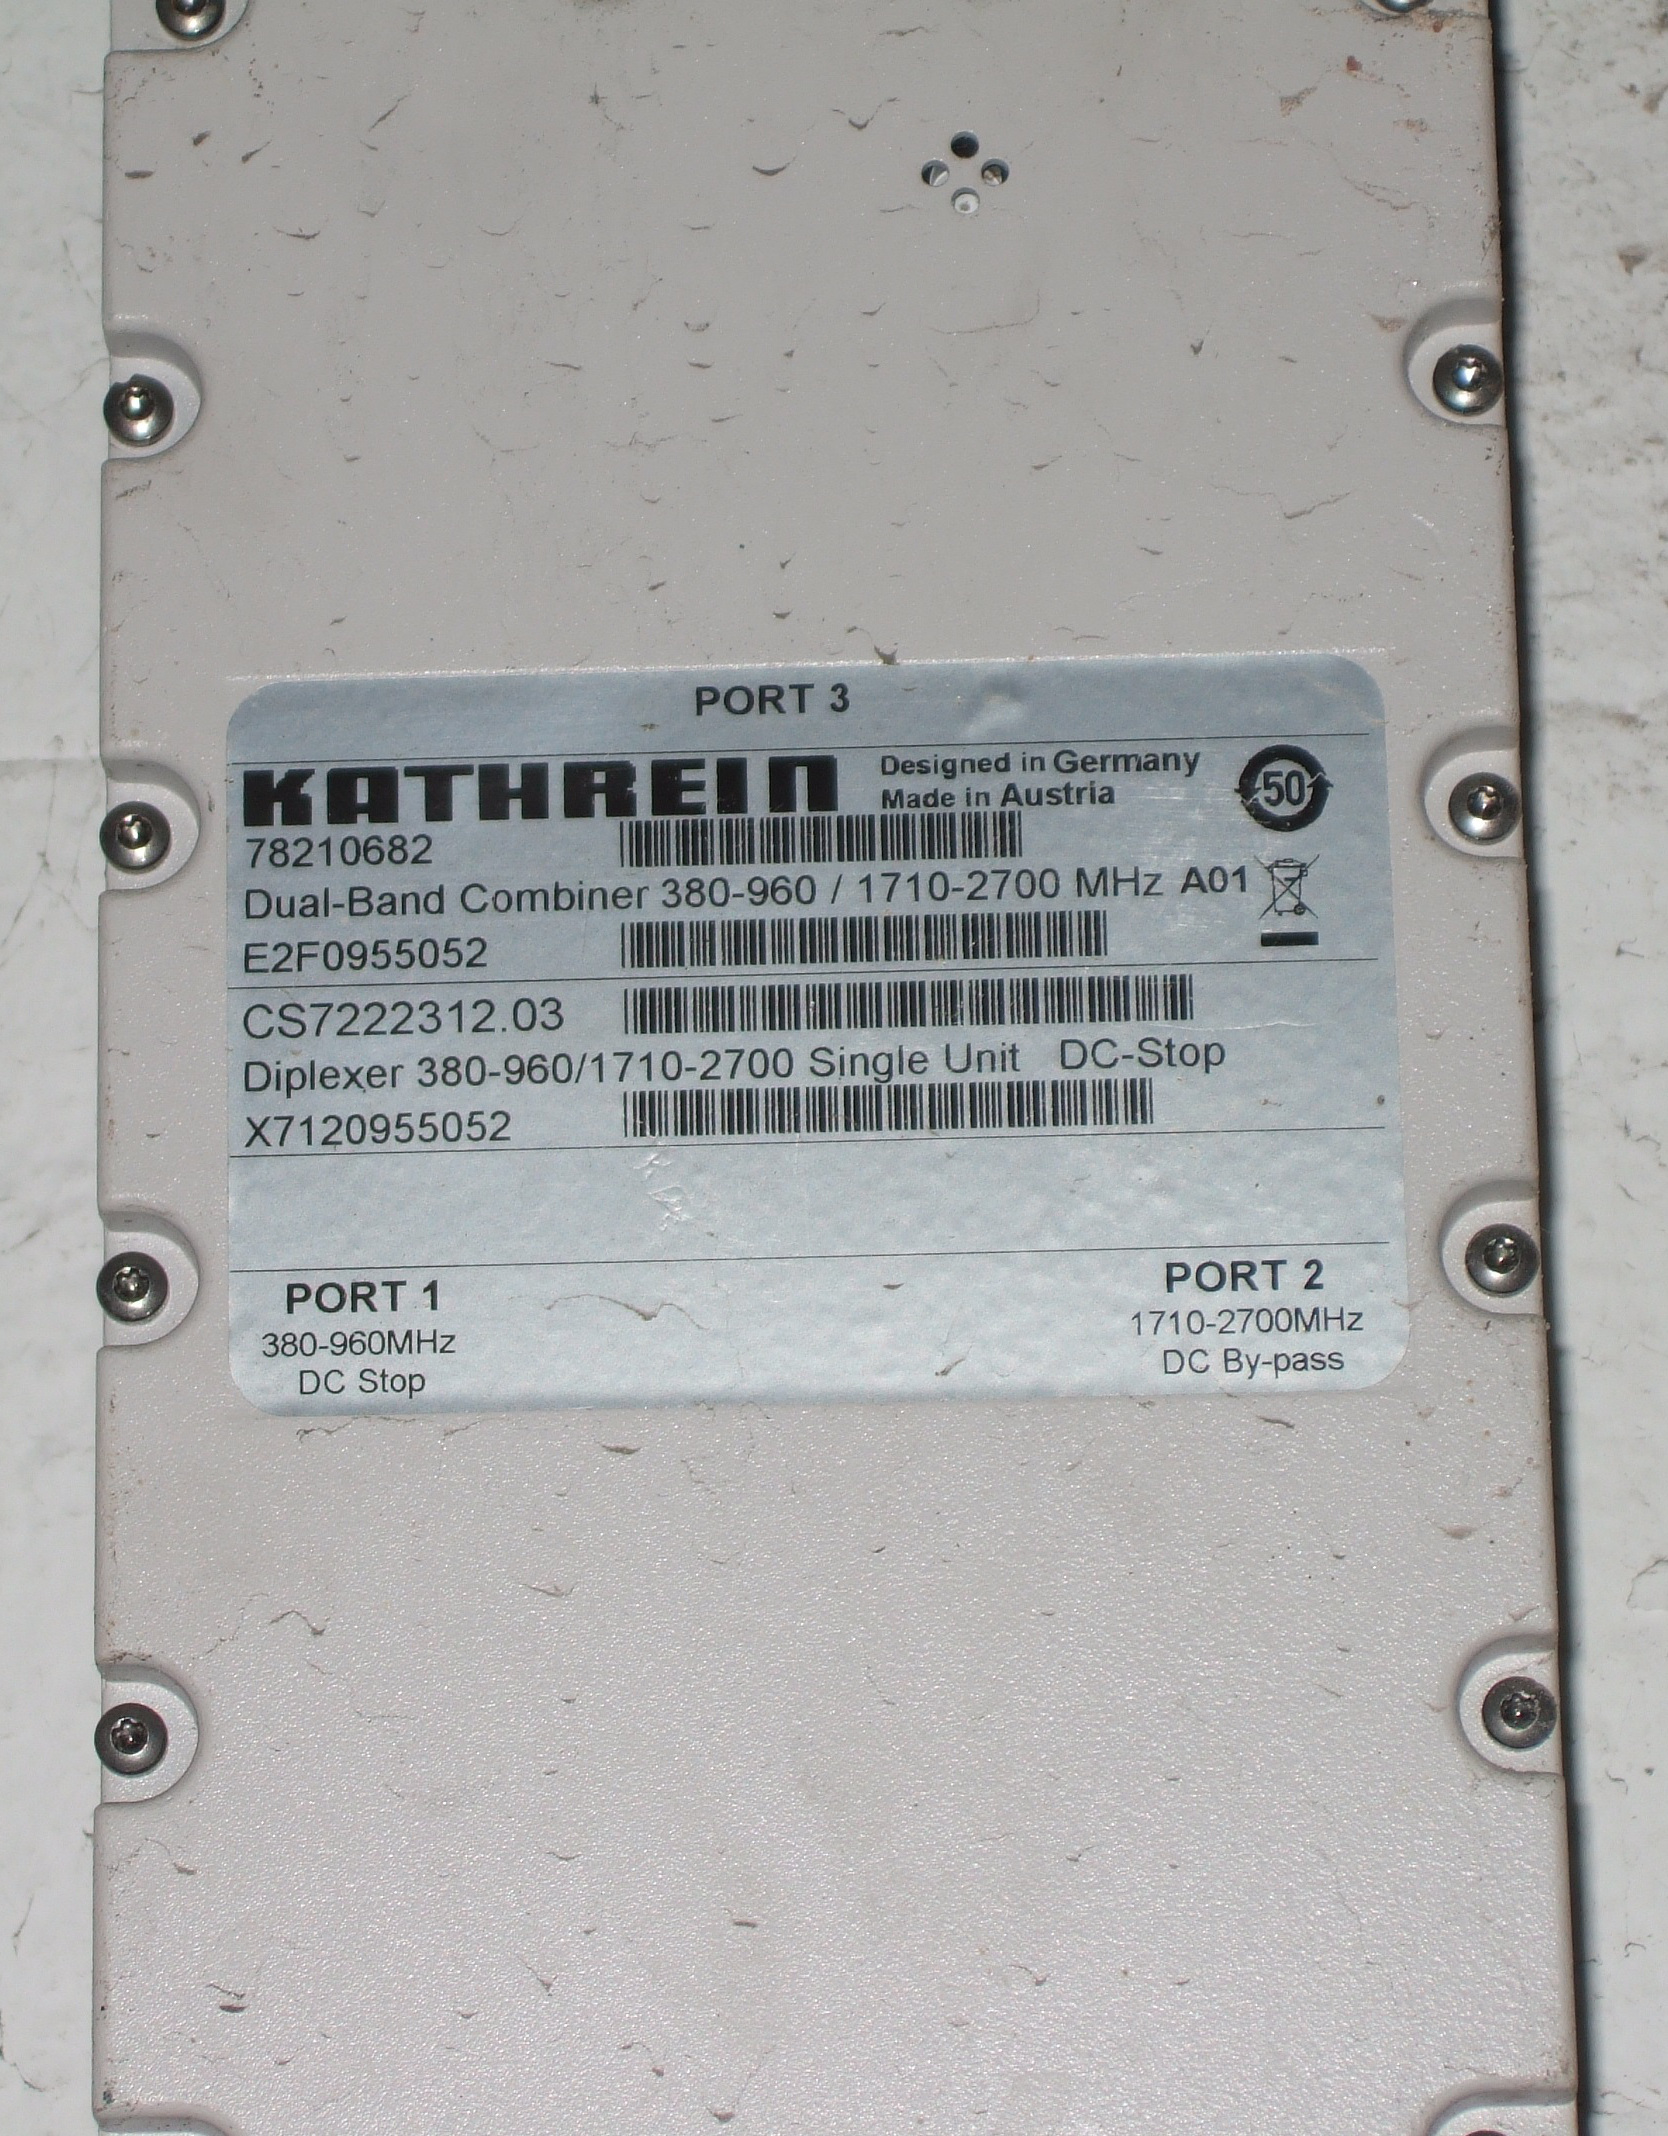 PORT 3
KATHREIN
Designed in Germany
Made in Austria
50
78210682
Dual-Band Combiner 380-960 / 1710-2700 MHz A01
E2F0955052
CS7222312.03
Diplexer 380-960/1710-2700 Single Unit DC-Stop
X7120955052
PORT 1
380-960MHz
DC Stop
PORT 2
1710-2700MHz
DC By-pass